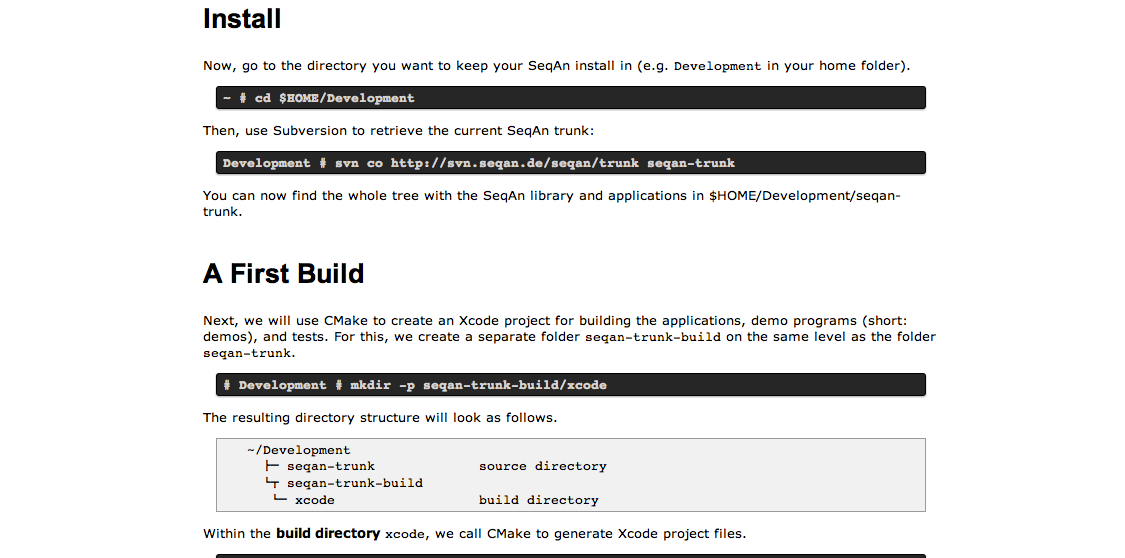 Install
Now, go to the directory you want to keep your SeqAn install in (e.g. Development in your home folder).
~ # cd $HOME/Development
Then, use Subversion to retrieve the current SeqAn trunk:
Development # svn co http://svn.seqan.de/seqan/trunk seqan-trunk
You can now find the whole tree with the SeqAn library and applications in $HOME/Development/seqan-
trunk.
A First Build
Next, we will use CMake to create an Xcode project for building the applications, demo programs (short:
demos), and tests. For this, we create a separate folder seqan-trunk-build on the same level as the folder
seqan-trunk.
# Development # mkdir -p seqan-trunk-build/xcode
The resulting directory structure will look as follows.
~/Development
├─ seqan-trunk source directory
└┬ seqan-trunk-build
└─ xcode build directory
Within the build directory xcode, we call CMake to generate Xcode project files.